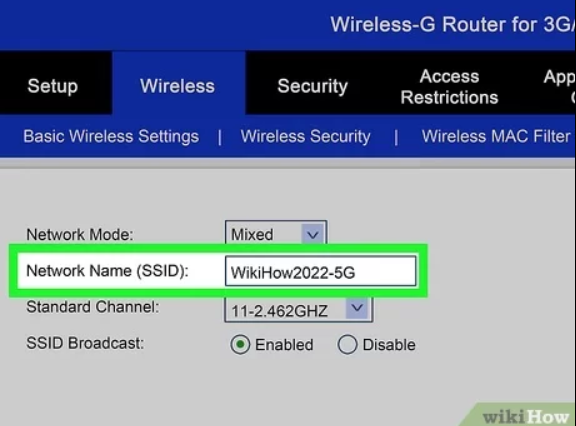 Wireless-G Router for 3G/
Setup Wireless Security Access Restrictions App
Basic Wireless Settings | Wireless Security | Wireless MAC Filter
Network Mode: Mixed
Network Name (SSID): WikiHow2022-5G
Standard Channel: 11-2.462GHZ
SSID Broadcast: Enabled Disable
wikiHow